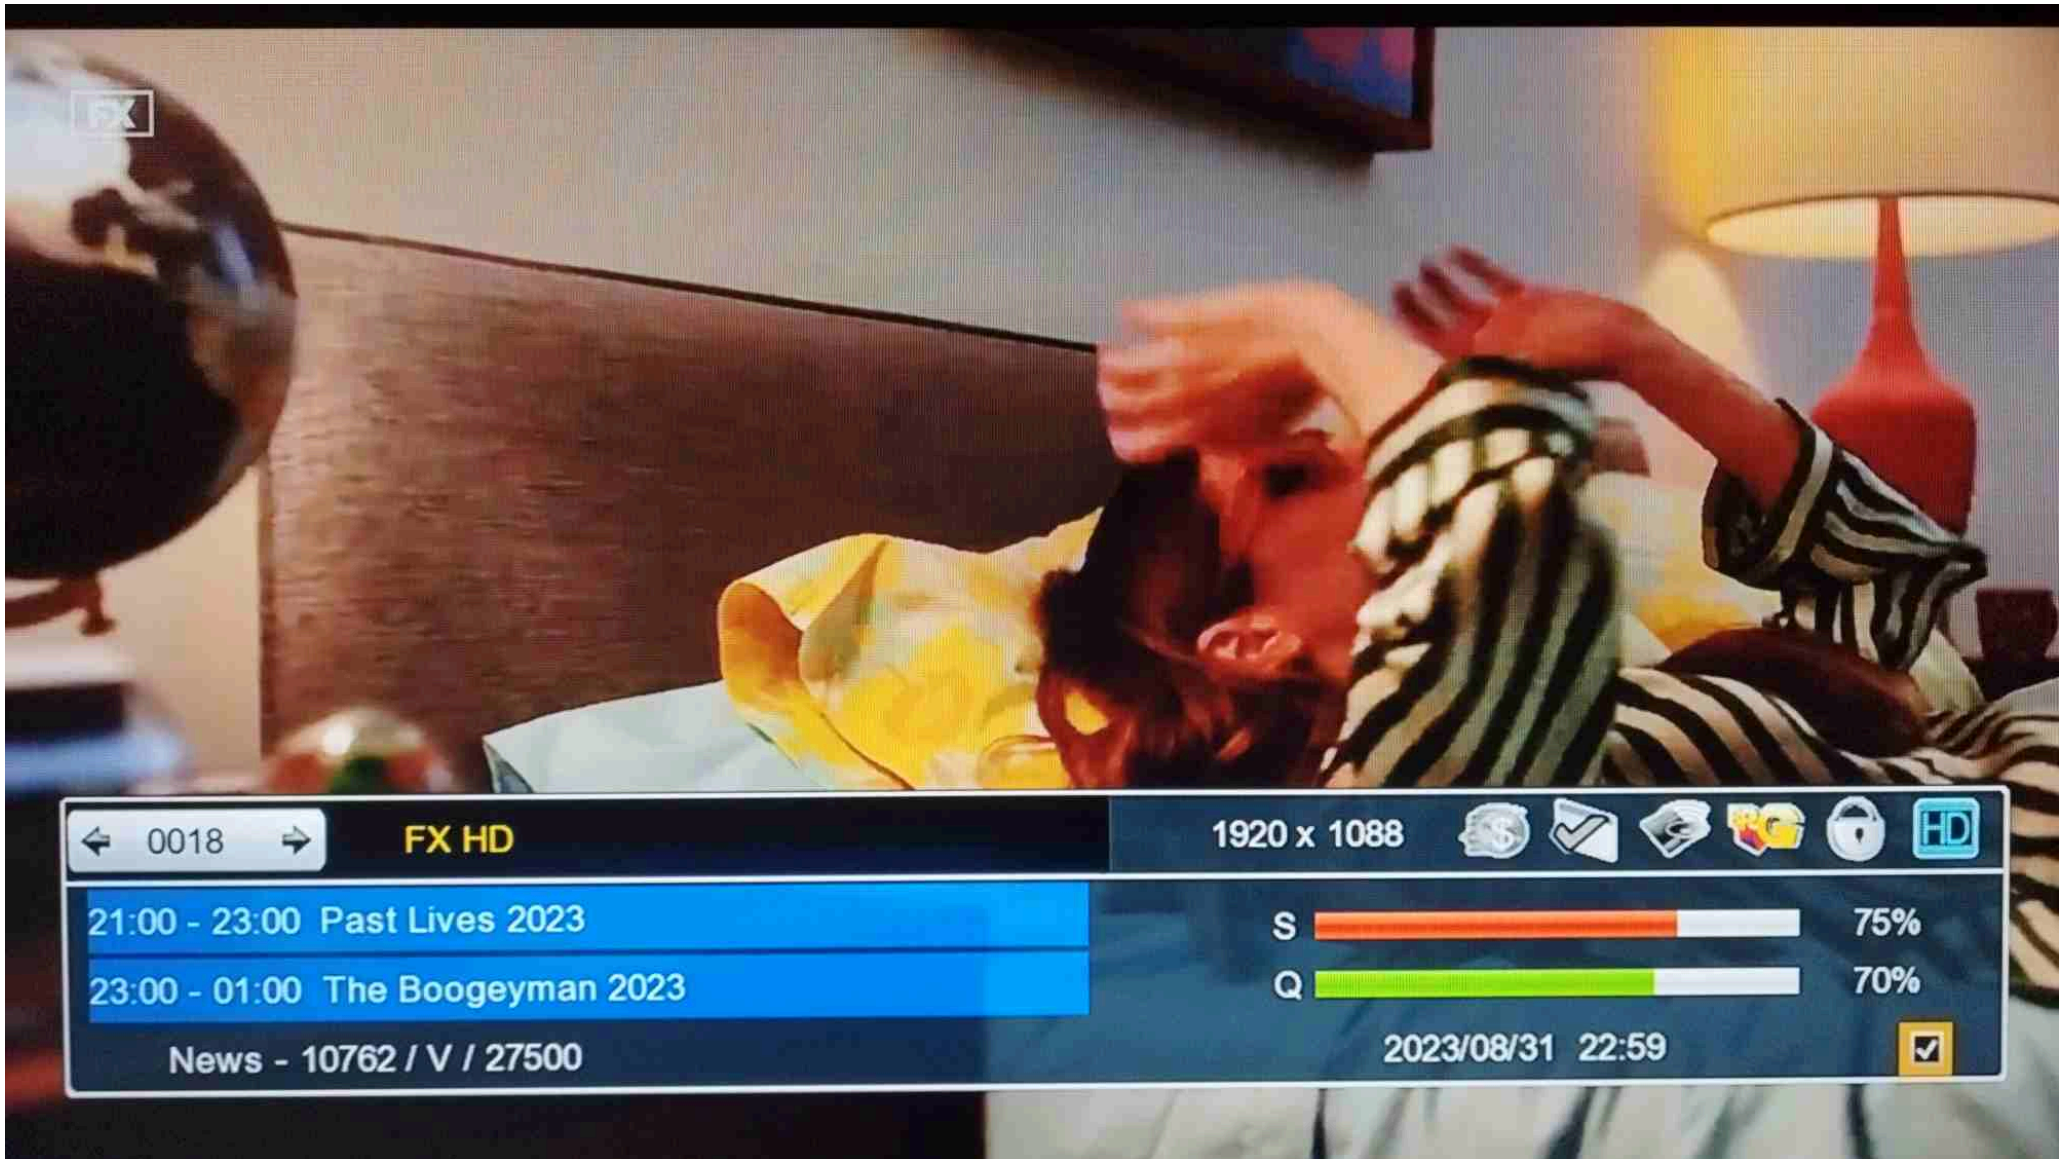 FX
0018
FX HD
1920 x 1088
HD
21:00 - 23:00 Past Lives 2023
S 75%
23:00 - 01:00 The Boogeyman 2023
Q 70%
News - 10762 / V / 27500
2023/08/31 22:59